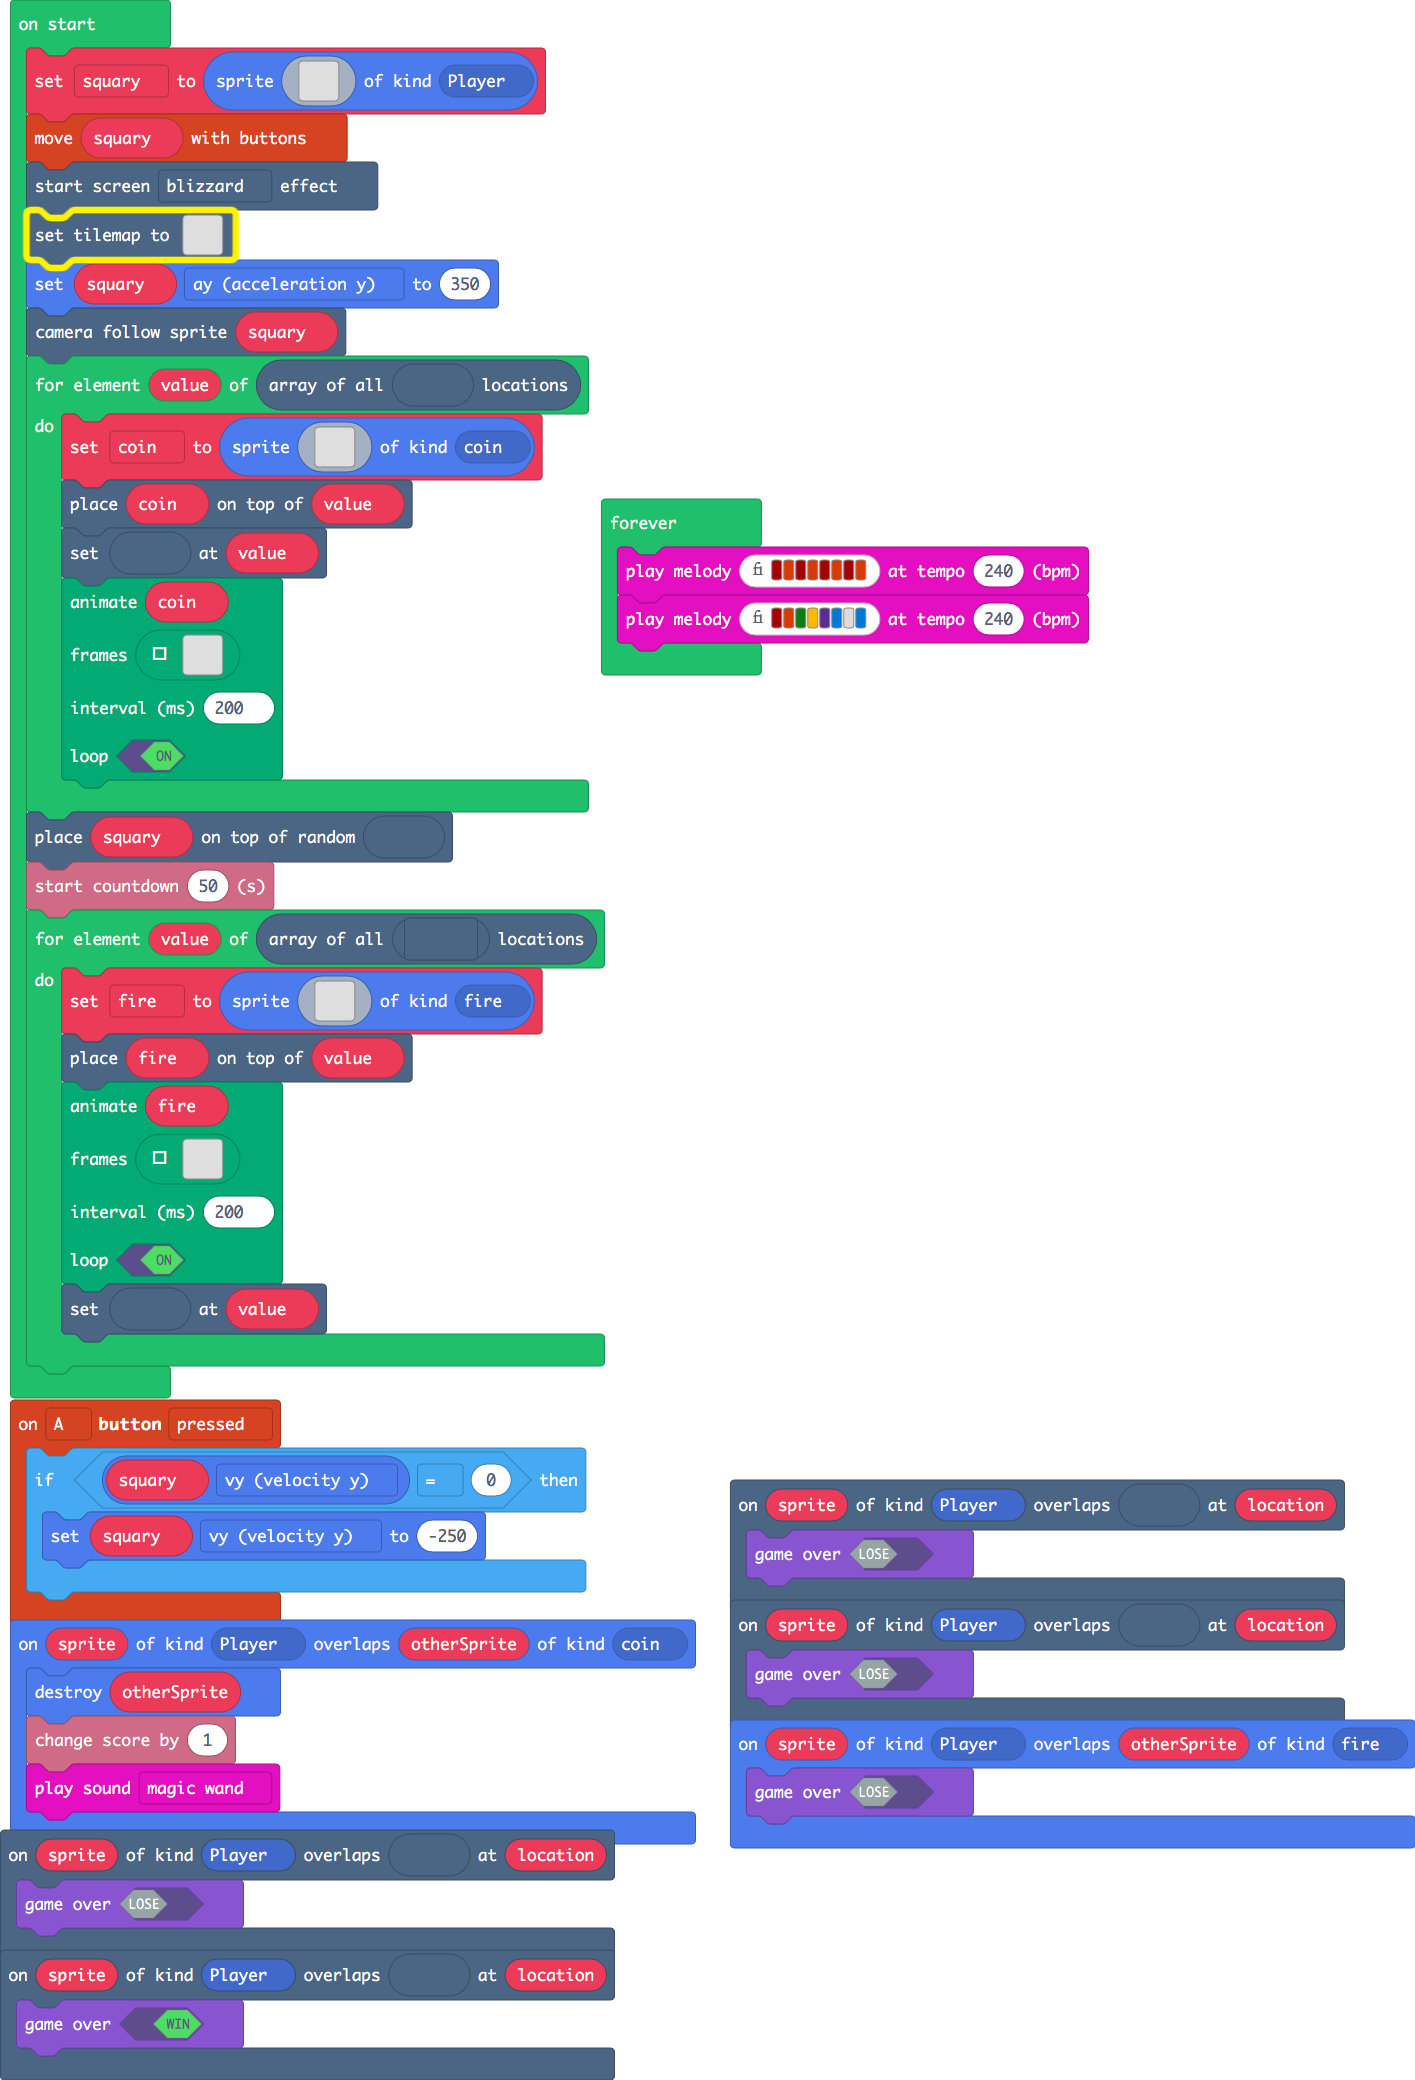 on start
set squary to sprite of kind Player
move squary with buttons
start screen blizzard effect
set tilemap to
set squary ay (acceleration y) to 350
camera follow sprite squary
for element value of array of all locations
do
set coin to sprite of kind coin
place coin on top of value
set at value
animate coin
frames
interval (ms) 200
loop ON
place squary on top of random
start countdown 50 (s)
for element value of array of all locations
do
set fire to sprite of kind fire
place fire on top of value
animate fire
frames
interval (ms) 200
loop ON
set at value
forever
play melody at tempo 240 (bpm)
play melody at tempo 240 (bpm)
on A button pressed
if squary vy (velocity y) = 0 then
set squary vy (velocity y) to -250
on sprite of kind Player overlaps otherSprite of kind coin
destroy otherSprite
change score by 1
play sound magic wand
on sprite of kind Player overlaps at location
game over LOSE
on sprite of kind Player overlaps at location
game over WIN
on sprite of kind Player overlaps at location
game over LOSE
on sprite of kind Player overlaps at location
game over LOSE
on sprite of kind Player overlaps otherSprite of kind fire
game over LOSE